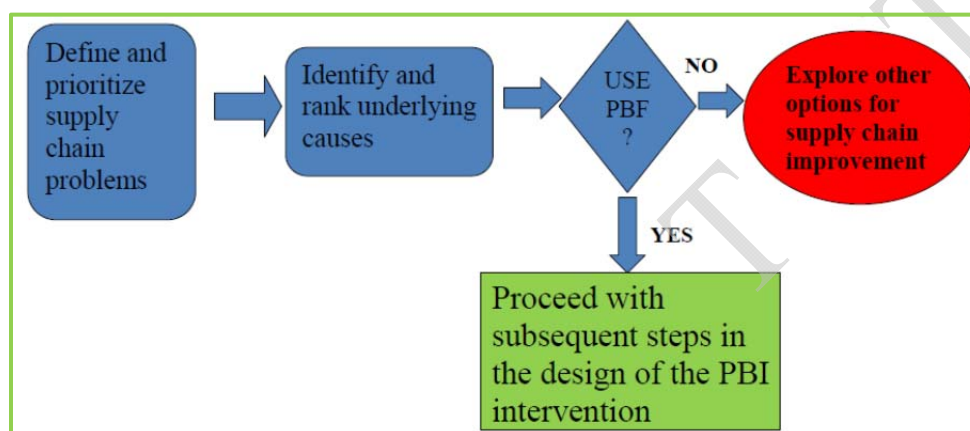 Define and
prioritize
supply
chain
problems
Identify and
rank underlying
causes
USE
PBF
?
NO
Explore other
options for
supply chain
improvement
YES
Proceed with
subsequent steps in
the design of the PBI
intervention